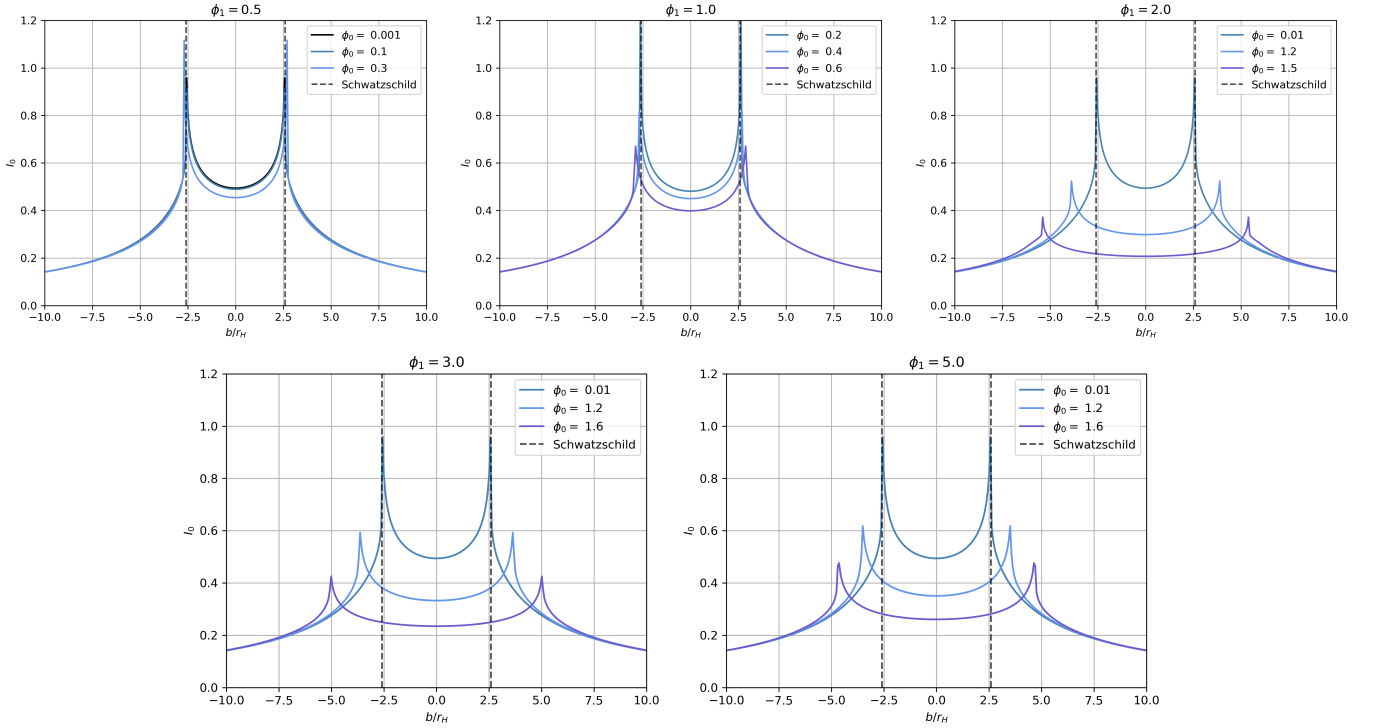 ϕ₁ = 0.5
I₀
1.2
1.0
0.8
0.6
0.4
0.2
0.0
ϕ₀ = 0.001
ϕ₀ = 0.1
ϕ₀ = 0.3
Schwatzschild
−10.0 −7.5 −5.0 −2.5 0.0 2.5 5.0 7.5 10.0
b/r_H
ϕ₁ = 1.0
I₀
1.2
1.0
0.8
0.6
0.4
0.2
0.0
ϕ₀ = 0.2
ϕ₀ = 0.4
ϕ₀ = 0.6
Schwatzschild
−10.0 −7.5 −5.0 −2.5 0.0 2.5 5.0 7.5 10.0
b/r_H
ϕ₁ = 2.0
I₀
1.2
1.0
0.8
0.6
0.4
0.2
0.0
ϕ₀ = 0.01
ϕ₀ = 1.2
ϕ₀ = 1.5
Schwatzschild
−10.0 −7.5 −5.0 −2.5 0.0 2.5 5.0 7.5 10.0
b/r_H
ϕ₁ = 3.0
I₀
1.2
1.0
0.8
0.6
0.4
0.2
0.0
ϕ₀ = 0.01
ϕ₀ = 1.2
ϕ₀ = 1.6
Schwatzschild
−10.0 −7.5 −5.0 −2.5 0.0 2.5 5.0 7.5 10.0
b/r_H
ϕ₁ = 5.0
I₀
1.2
1.0
0.8
0.6
0.4
0.2
0.0
ϕ₀ = 0.01
ϕ₀ = 1.2
ϕ₀ = 1.6
Schwatzschild
−10.0 −7.5 −5.0 −2.5 0.0 2.5 5.0 7.5 10.0
b/r_H